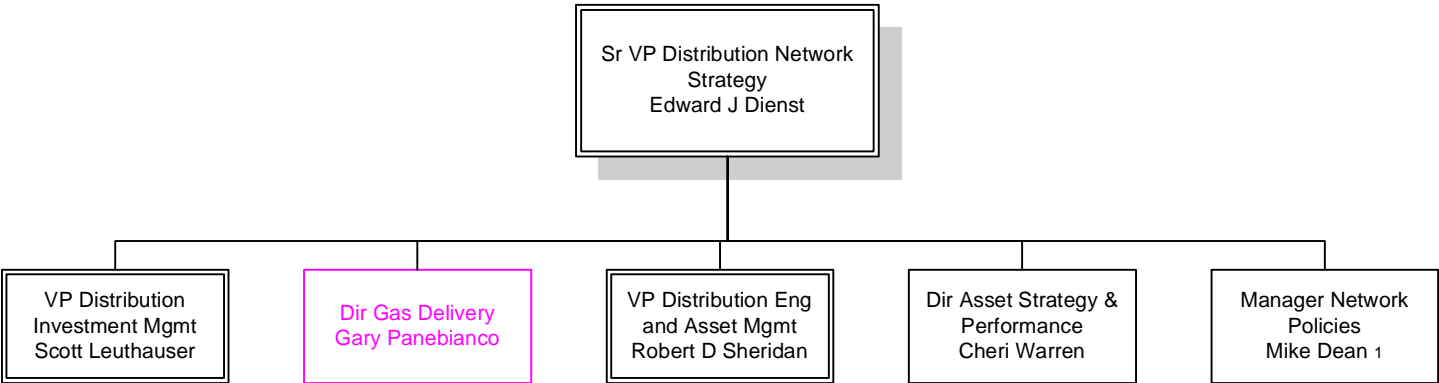 Sr VP Distribution Network
Strategy
Edward J Dienst
VP Distribution
Investment Mgmt
Scott Leuthauser
Dir Gas Delivery
Gary Panebianco
VP Distribution Eng
and Asset Mgmt
Robert D Sheridan
Dir Asset Strategy &
Performance
Cheri Warren
Manager Network
Policies
Mike Dean 1